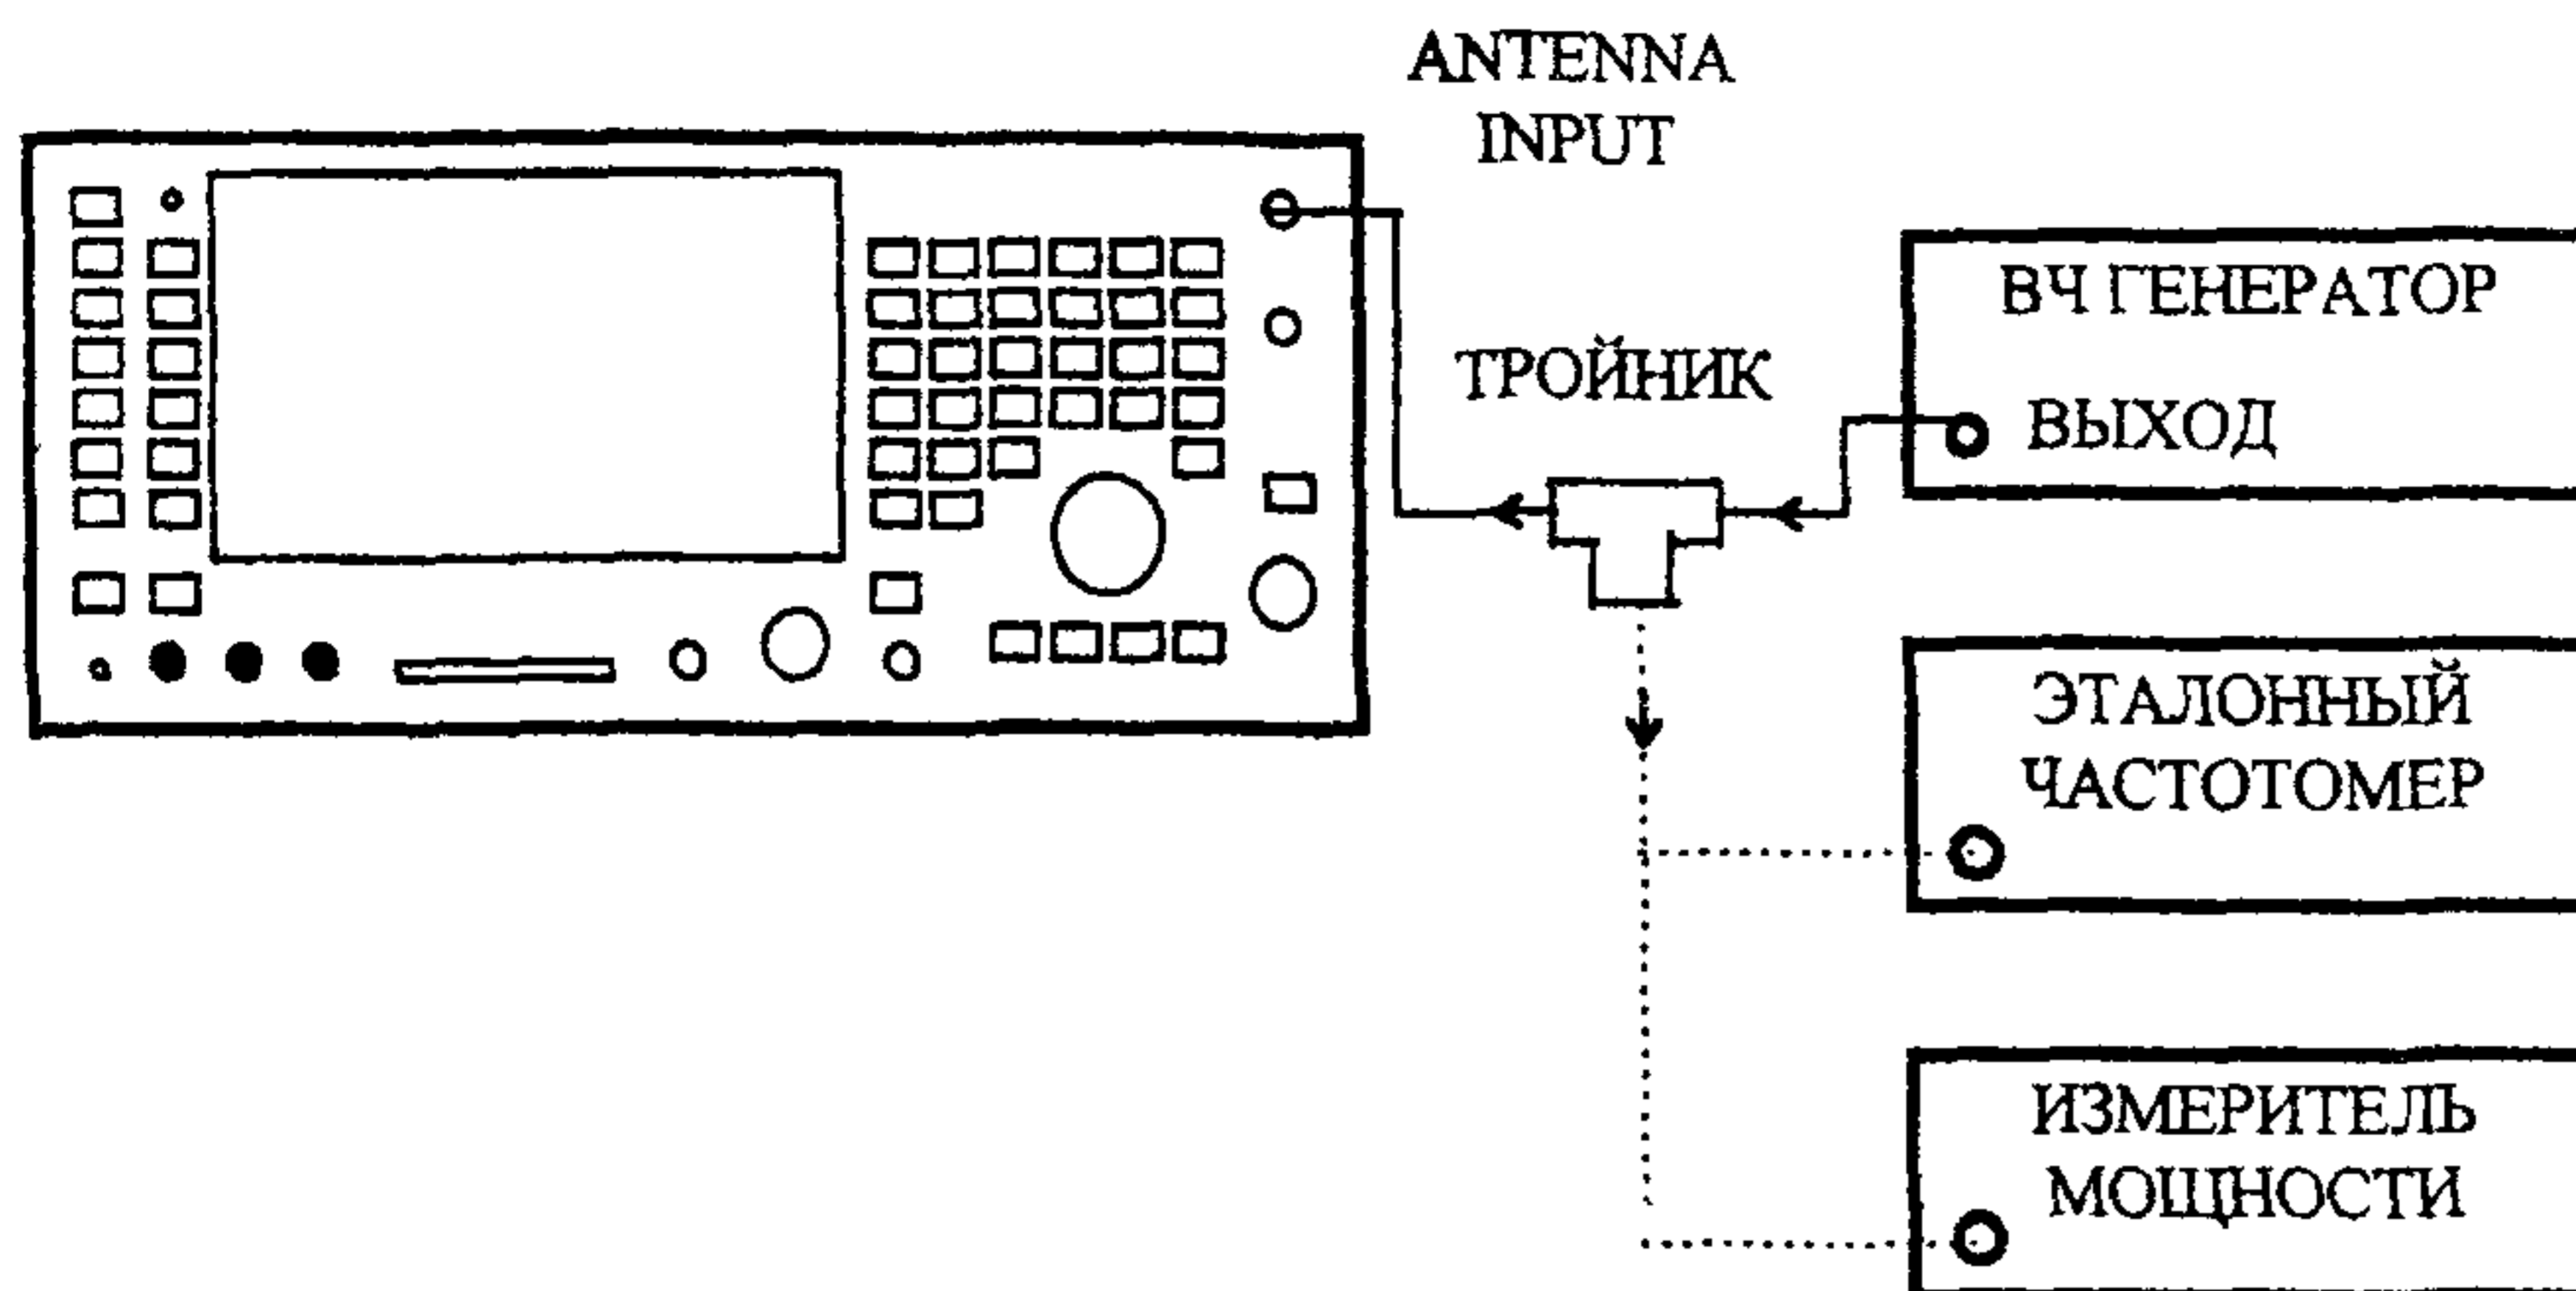 ANTENNA
INPUT
ВЧ ГЕНЕРАТОР
ТРОЙНИК
ВЫХОД
ЭТАЛОННЫЙ
ЧАСТОТОМЕР
ИЗМЕРИТЕЛЬ
МОЩНОСТИ